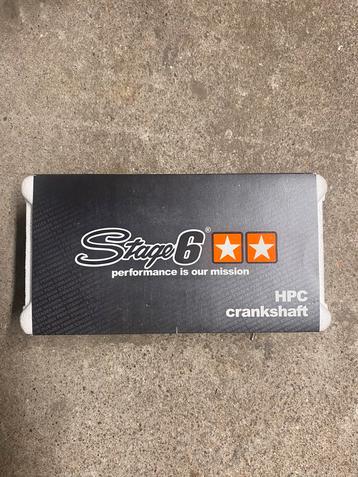 Stage6®
performance is our mission
HPC
crankshaft